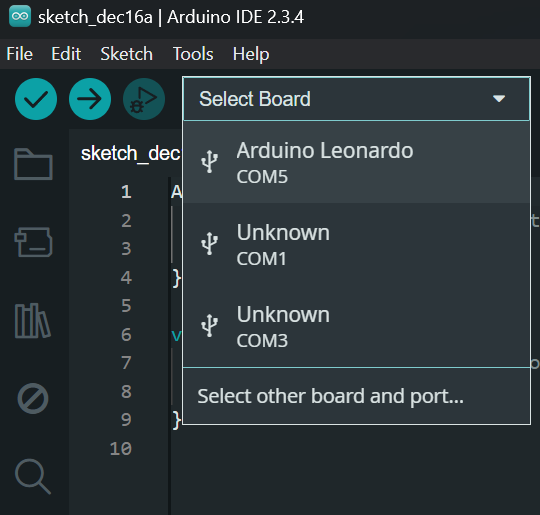 sketch_dec16a | Arduino IDE 2.3.4
File Edit Sketch Tools Help
Select Board
Arduino Leonardo
COM5
Unknown
COM1
Unknown
COM3
Select other board and port...
sketch_dec
1 A
2 t
3
4 }
5
6 v
7 o
8
9 }
10